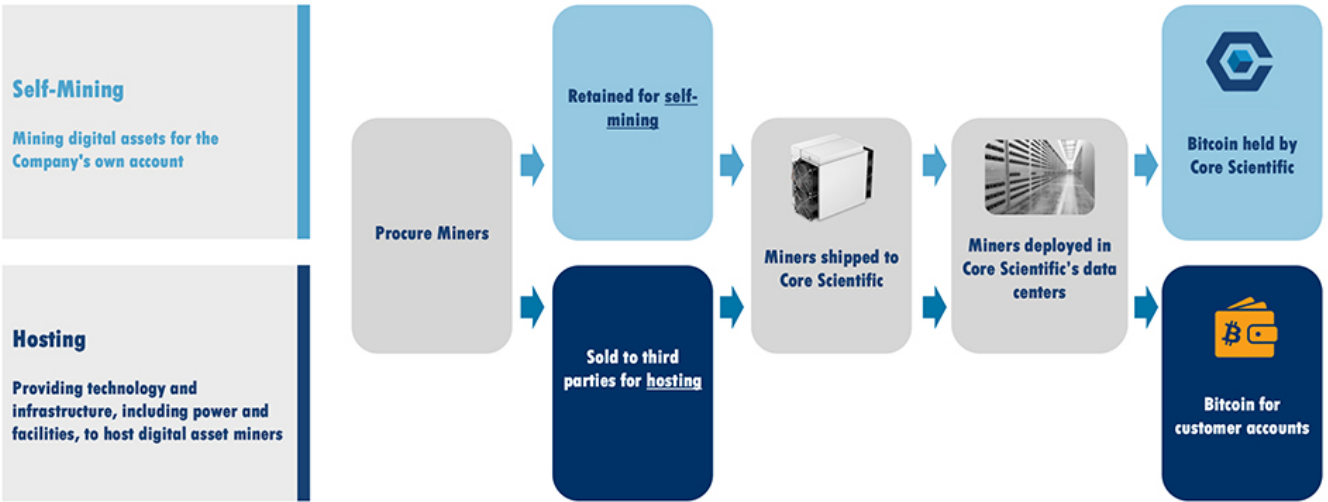 Self-Mining
Mining digital assets for the
Company's own account
Hosting
Providing technology and
infrastructure, including power and
facilities, to host digital asset miners
Procure Miners
Retained for self-
mining
Sold to third
parties for hosting
Miners shipped to
Core Scientific
Miners deployed in
Core Scientific's data
centers
Bitcoin held by
Core Scientific
Bitcoin for
customer accounts